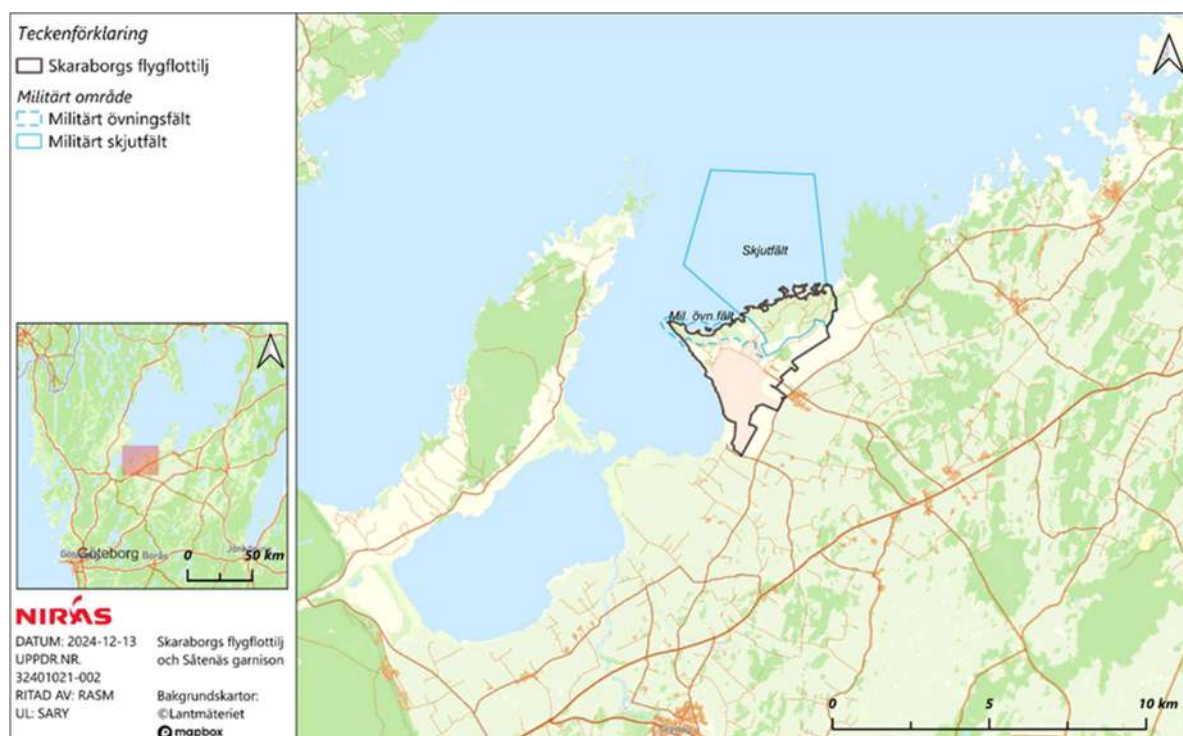 Teckenförklaring
Skaraborgs flygflottilj
Militärt område
Militärt övningsfält
Militärt skjutfält
Skjutfält
Mil. övn.fält
Göteborg
Borås
0 50 km
NIRAS
DATUM: 2024-12-13
UPPDR.NR.
32401021-002
RITAD AV: RASM
UL: SARY
Skaraborgs flygflottilj
och Såtenäs garnison
Bakgrundskartor:
©Lantmäteriet
mapbox
0 5 10 km